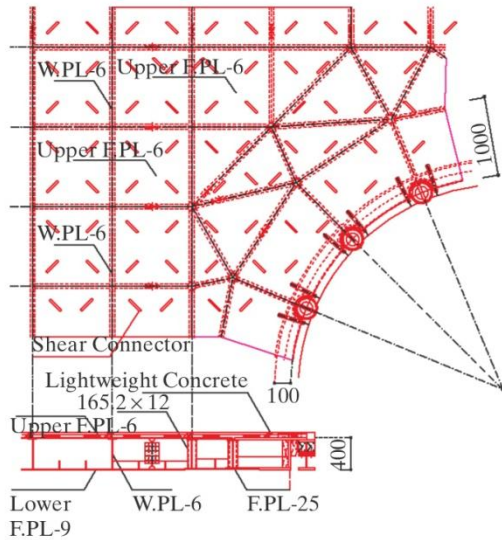 W.PL-6
Upper F.PL-6
Upper F.PL-6
W.PL-6
1000
Shear Connector
Lightweight Concrete
100
165.2×12
Upper F.PL-6
400
Lower
F.PL-9
W.PL-6
F.PL-25